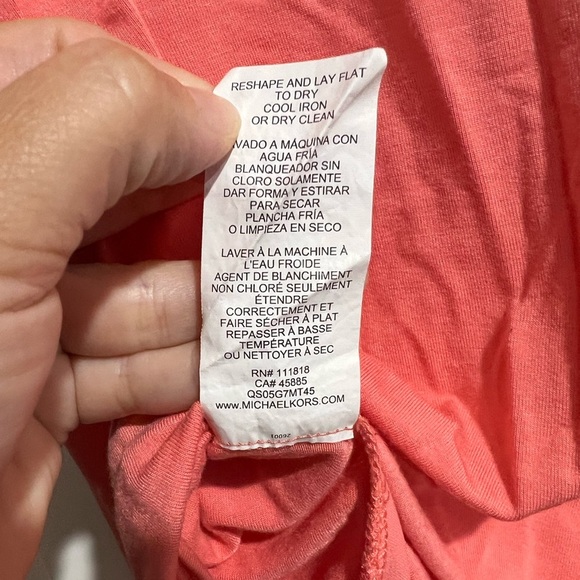 RESHAPE AND LAY FLAT
TO DRY
COOL IRON
OR DRY CLEAN
AVADO A MÁQUINA CON
AGUA FRÍA
BLANQUEADOR SIN
CLORO SOLAMENTE
DAR FORMA Y ESTIRAR
PARA SECAR
PLANCHA FRÍA
O LIMPIEZA EN SECO
LAVER À LA MACHINE À
L'EAU FROIDE
AGENT DE BLANCHIMENT
NON CHLORÉ SEULEMENT
ÉTENDRE
CORRECTEMENT ET
FAIRE SÉCHER À PLAT
REPASSER À BASSE
TEMPÉRATURE
OU NETTOYER À SEC
RN# 111818
CA# 45885
QS05G7MT45
WWW.MICHAELKORS.COM